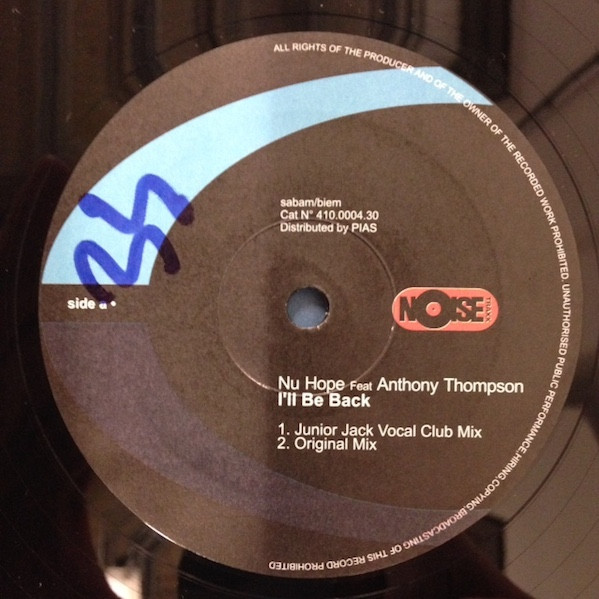 ALL RIGHTS OF THE PRODUCER AND OF THE OWNER OF THE RECORDED WORK PROHIBITED. UNAUTHORISED PUBLIC PERFORMANCE,HIRING,COPYING,BROADCASTING OF THIS RECORD PROHIBITED
sabam/biem
Cat N° 410.0004.30
Distributed by PIAS
side a •
NOISE
TRAXX
Nu Hope Feat Anthony Thompson
I'll Be Back
1. Junior Jack Vocal Club Mix
2. Original Mix